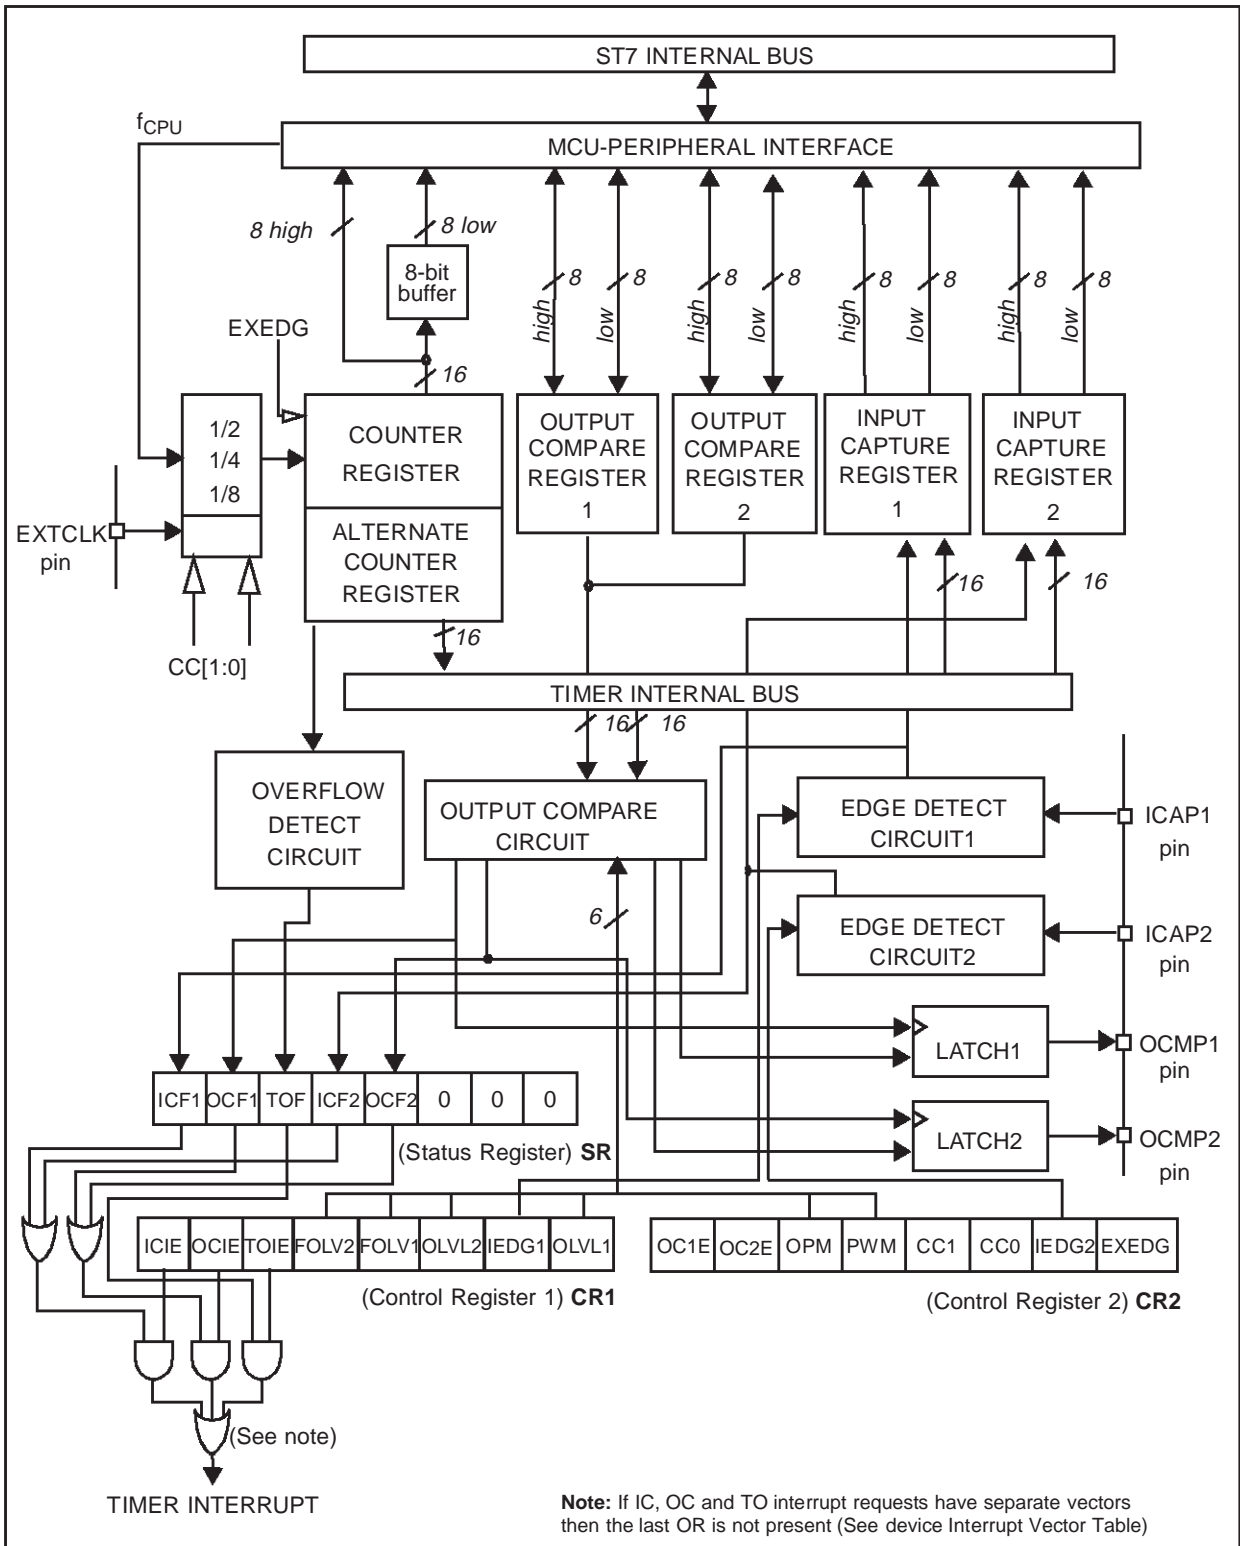 ST7 INTERNAL BUS
fCPU
MCU-PERIPHERAL INTERFACE
8 high
8 low
8-bit
buffer
8
8
8
8
8
8
8
8
high
low
high
low
high
low
high
low
EXEDG
16
1/2
1/4
1/8
COUNTER
REGISTER
ALTERNATE
COUNTER
REGISTER
OUTPUT
COMPARE
REGISTER
1
OUTPUT
COMPARE
REGISTER
2
INPUT
CAPTURE
REGISTER
1
INPUT
CAPTURE
REGISTER
2
EXTCLK
pin
CC[1:0]
16
16
16
TIMER INTERNAL BUS
16
16
OVERFLOW
DETECT
CIRCUIT
OUTPUT COMPARE
CIRCUIT
EDGE DETECT
CIRCUIT1
ICAP1
pin
6
EDGE DETECT
CIRCUIT2
ICAP2
pin
LATCH1
OCMP1
pin
LATCH2
OCMP2
pin
ICF1 OCF1 TOF ICF2 OCF2 0 0 0
(Status Register) SR
ICIE OCIE TOIE FOLV2 FOLV1 OLVL2 IEDG1 OLVL1
(Control Register 1) CR1
OC1E OC2E OPM PWM CC1 CC0 IEDG2 EXEDG
(Control Register 2) CR2
(See note)
TIMER INTERRUPT
Note: If IC, OC and TO interrupt requests have separate vectors
then the last OR is not present (See device Interrupt Vector Table)